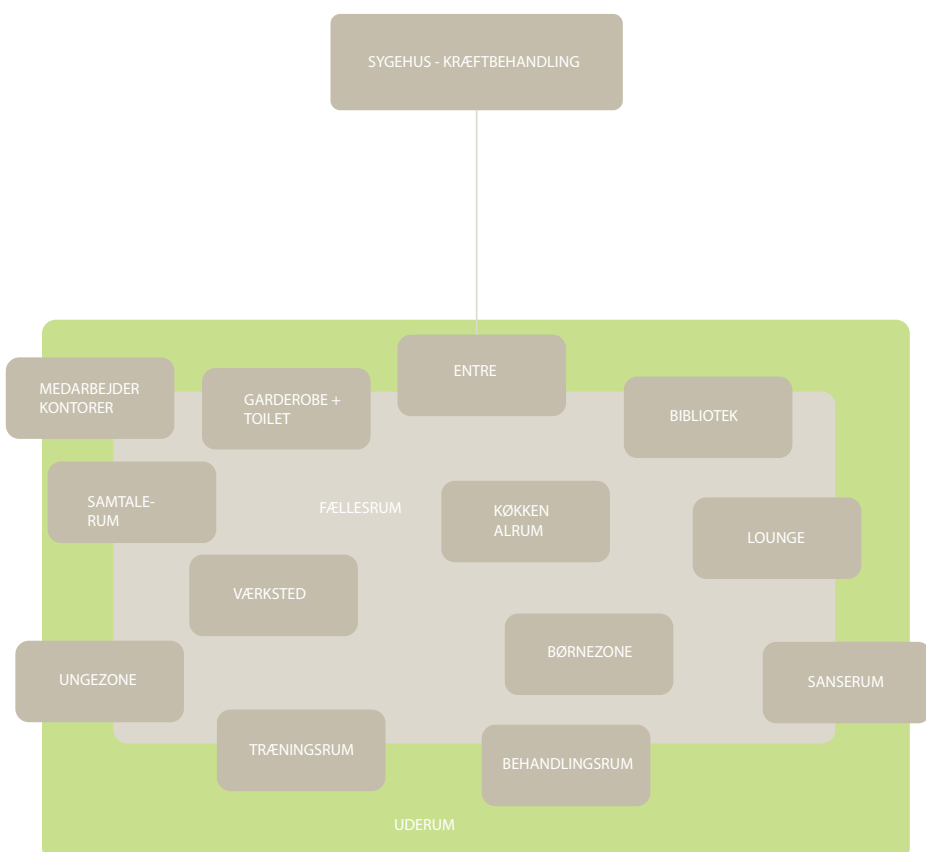 SYGEHUS - KRÆFTBEHANDLING
ENTRE
MEDARBEJDER
KONTORER
GARDEROBE +
TOILET
BIBLIOTEK
SAMTALE-
RUM
FÆLLESRUM
KØKKEN
ALRUM
LOUNGE
VÆRKSTED
BØRNEZONE
UNGEZONE
SANSERUM
TRÆNINGSRUM
BEHANDLINGSRUM
UDERUM